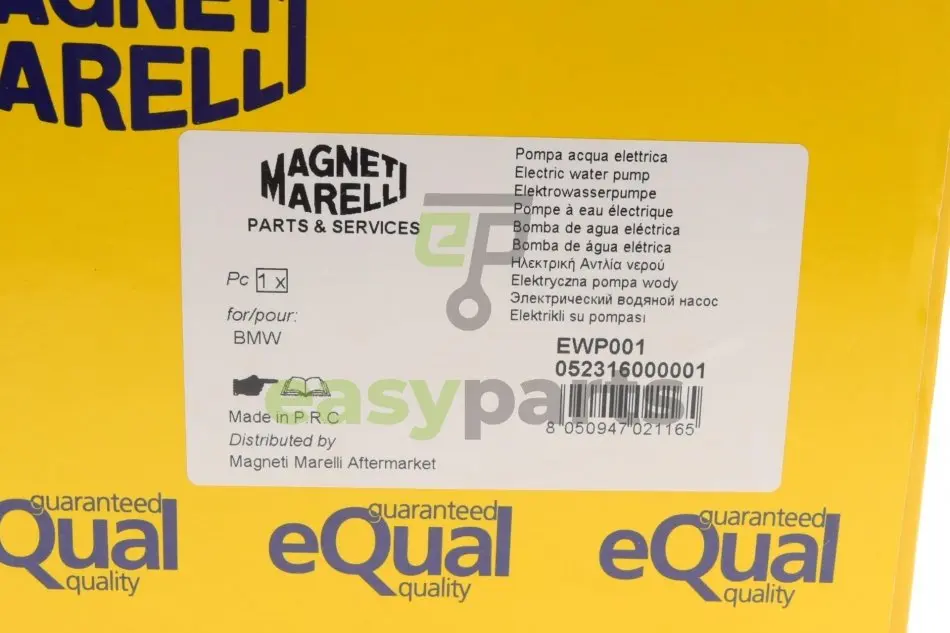 MAGNETI
MARELLI
MAGNETI
MARELLI
PARTS & SERVICES
Pc 1 x
for/pour:
BMW
Made in P.R.C
Distributed by
Magneti Marelli Aftermarket
Pompa acqua elettrica
Electric water pump
Elektrowasserpumpe
Pompe à eau électrique
Bomba de agua eléctrica
Bomba de água elétrica
Ηλεκτρική Αντλία νερού
Elektryczna pompa wody
Электрический водяной насос
Elektrikli su pompası
EWP001
052316000001
8 050947 021165
ep
easyparts
guaranteed
eQual
quality
guaranteed
eQual
quality
guaranteed
eQual
quality